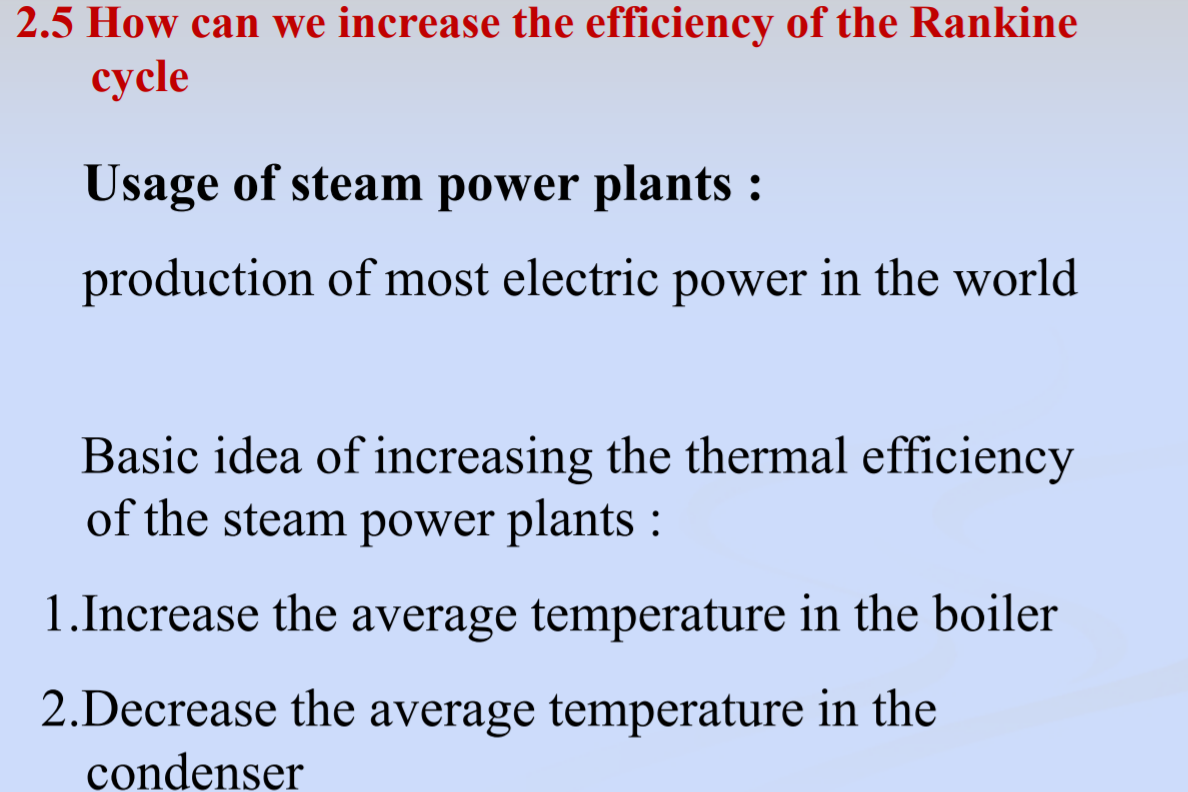 2.5 How can we increase the efficiency of the Rankine
cycle
Usage of steam power plants :
production of most electric power in the world
Basic idea of increasing the thermal efficiency
of the steam power plants :
1.Increase the average temperature in the boiler
2.Decrease the average temperature in the
condenser